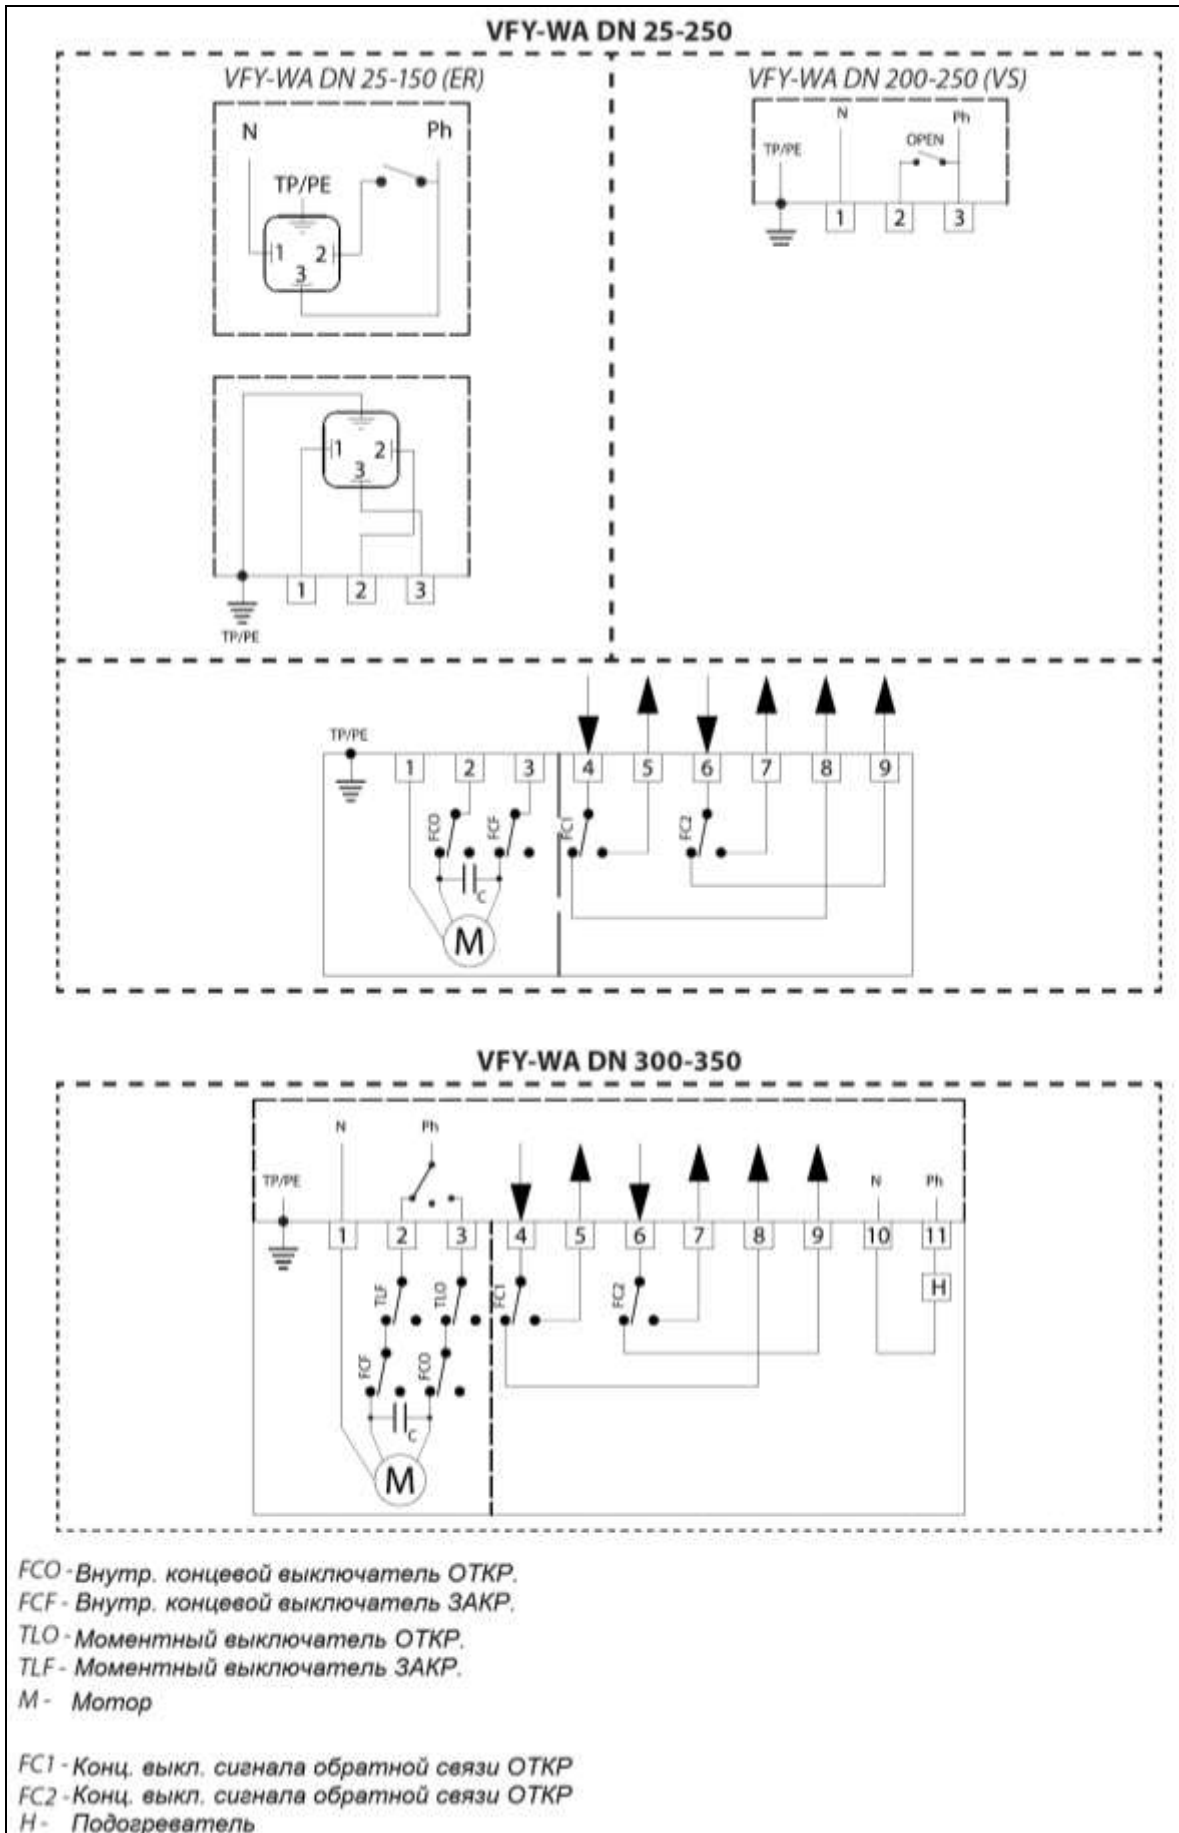 VFY-WA DN 25-250
VFY-WA DN 25-150 (ER)
N
Ph
TP/PE
1
2
3
1
2
3
1
2
3
TP/PE
VFY-WA DN 200-250 (VS)
N
Ph
OPEN
TP/PE
1
2
3
TP/PE
1
2
3
4
5
6
7
8
9
FCO
FCF
FC1
FC2
C
M
VFY-WA DN 300-350
N
Ph
TP/PE
N
Ph
1
2
3
4
5
6
7
8
9
10
11
TLF
TLO
FC1
FC2
H
FCF
FCO
C
M
FCO - Внутр. концевой выключатель ОТКР.
FCF - Внутр. концевой выключатель ЗАКР.
TLO - Моментный выключатель ОТКР.
TLF - Моментный выключатель ЗАКР.
M - Мотор
FC1 - Конц. выкл. сигнала обратной связи ОТКР
FC2 - Конц. выкл. сигнала обратной связи ОТКР
H - Подогреватель